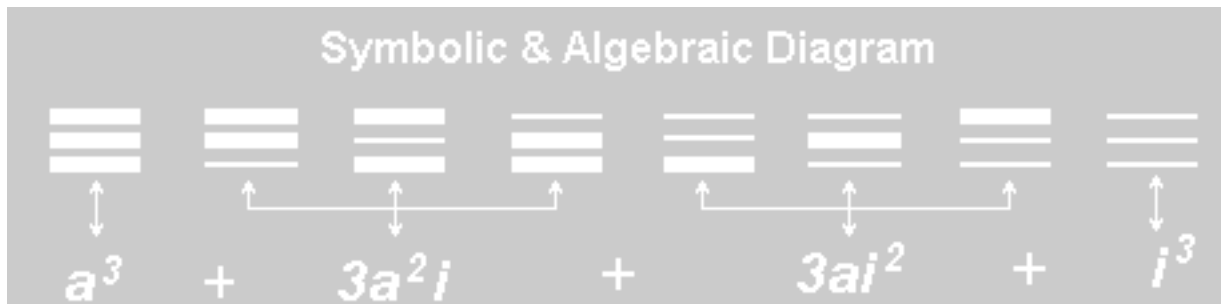 Symbolic & Algebraic Diagram
a³ + 3a²i + 3ai² + i³